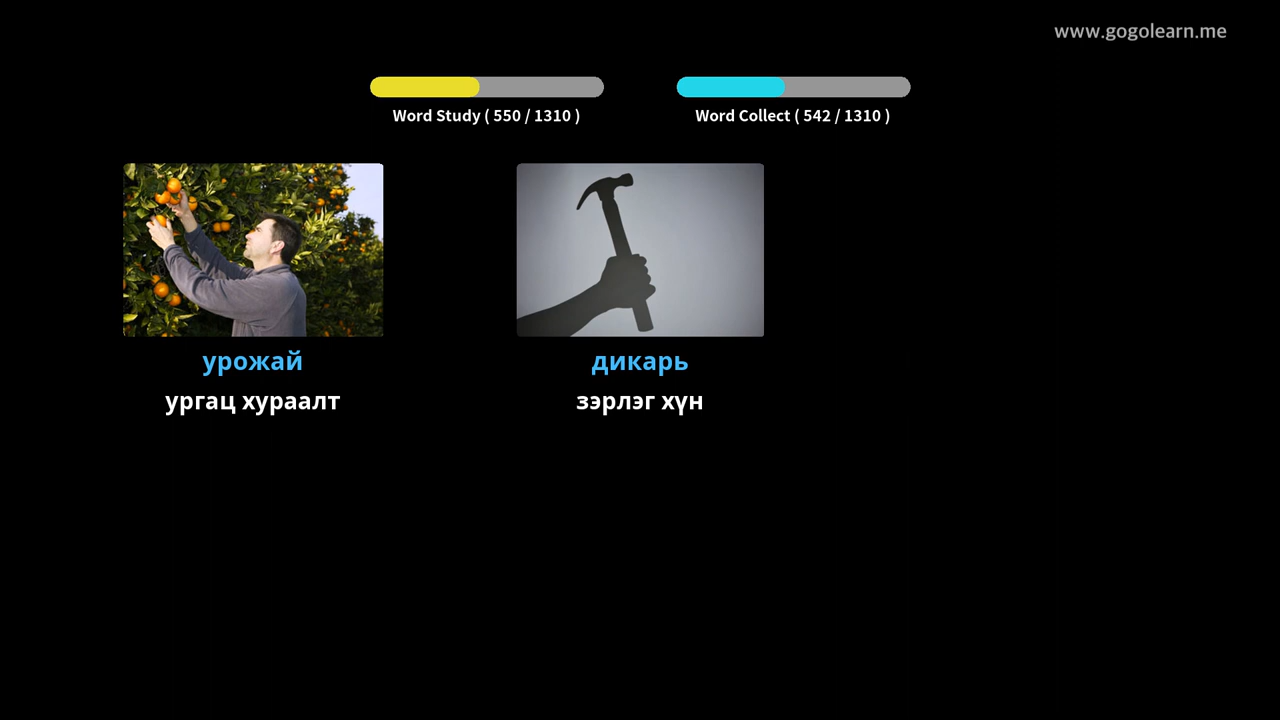 www.gogolearn.me
Word Study ( 550 / 1310 )
Word Collect ( 542 / 1310 )
урожай
ургац хураалт
дикарь
зэрлэг хүн